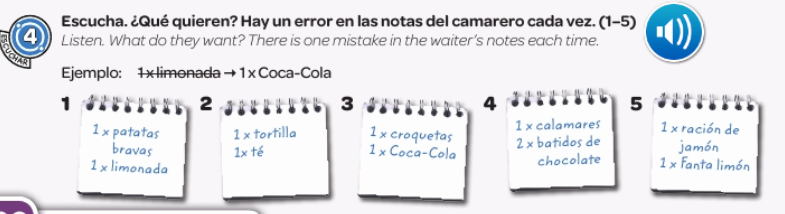 4
ESCUCHAR
Escucha. ¿Qué quieren? Hay un error en las notas del camarero cada vez. (1–5)
Listen. What do they want? There is one mistake in the waiter's notes each time.
Ejemplo: 1 x limonada → 1 x Coca-Cola
1
1 x patatas
bravas
1 x limonada
2
1 x tortilla
1x té
3
1 x croquetas
1 x Coca-Cola
4
1 x calamares
2 x batidos de
chocolate
5
1 x ración de
jamón
1 x Fanta limón